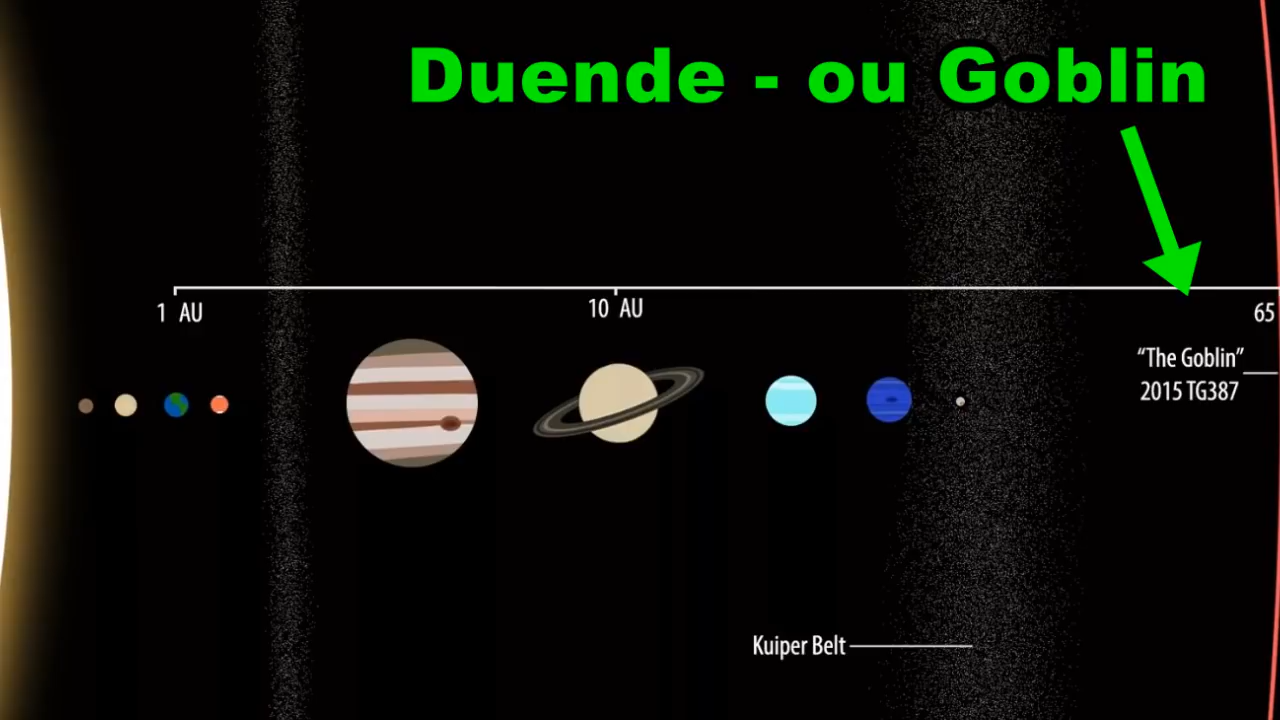 Duende - ou Goblin
1 AU
10 AU
65
“The Goblin”
2015 TG387
Kuiper Belt